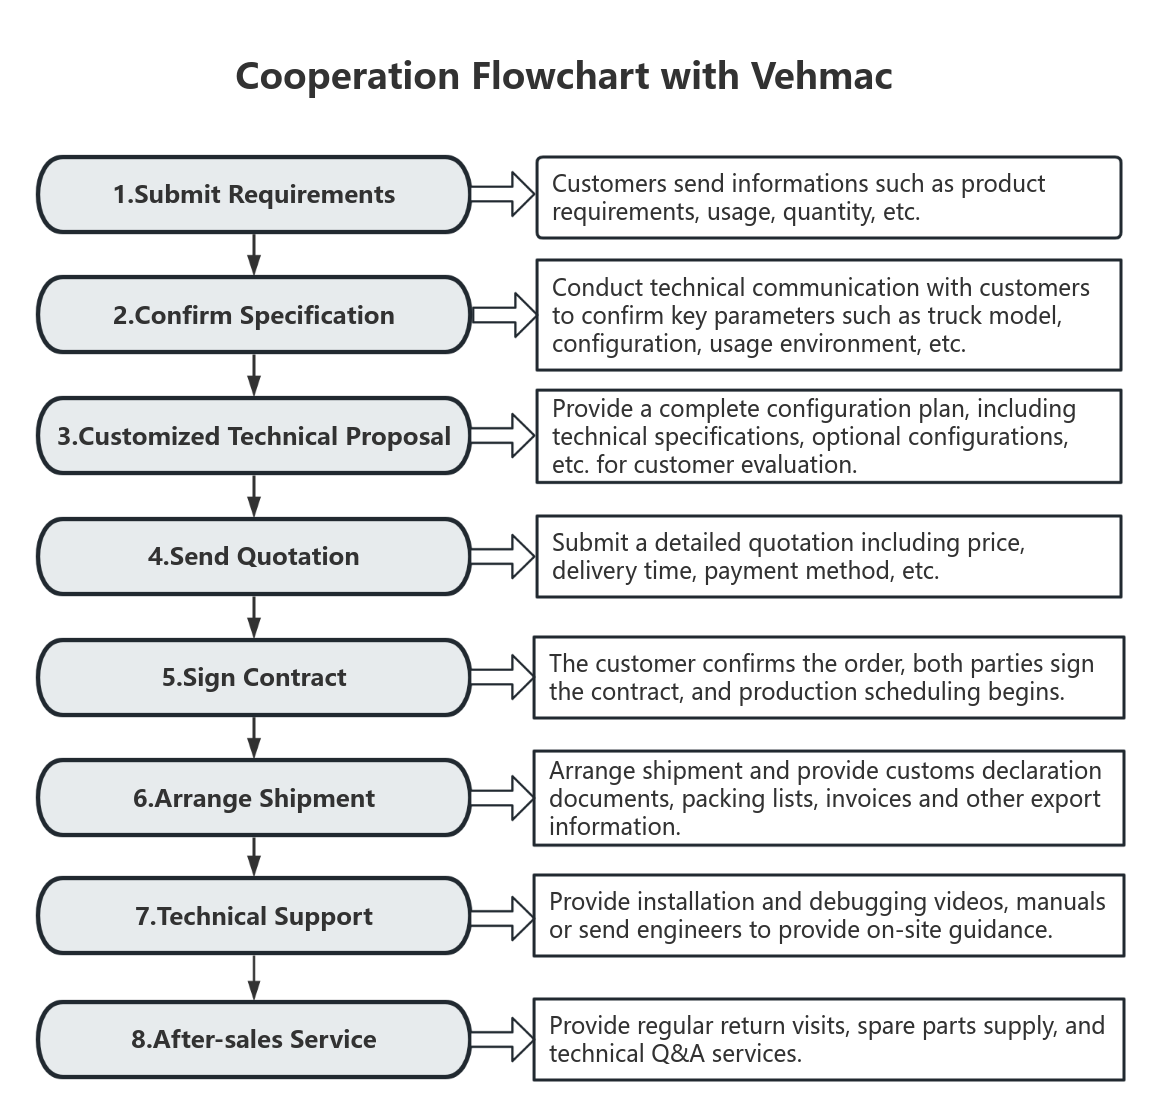 Cooperation Flowchart with Vehmac
1.Submit Requirements
Customers send informations such as product
requirements, usage, quantity, etc.
2.Confirm Specification
Conduct technical communication with customers
to confirm key parameters such as truck model,
configuration, usage environment, etc.
3.Customized Technical Proposal
Provide a complete configuration plan, including
technical specifications, optional configurations,
etc. for customer evaluation.
4.Send Quotation
Submit a detailed quotation including price,
delivery time, payment method, etc.
5.Sign Contract
The customer confirms the order, both parties sign
the contract, and production scheduling begins.
6.Arrange Shipment
Arrange shipment and provide customs declaration
documents, packing lists, invoices and other export
information.
7.Technical Support
Provide installation and debugging videos, manuals
or send engineers to provide on-site guidance.
8.After-sales Service
Provide regular return visits, spare parts supply, and
technical Q&A services.